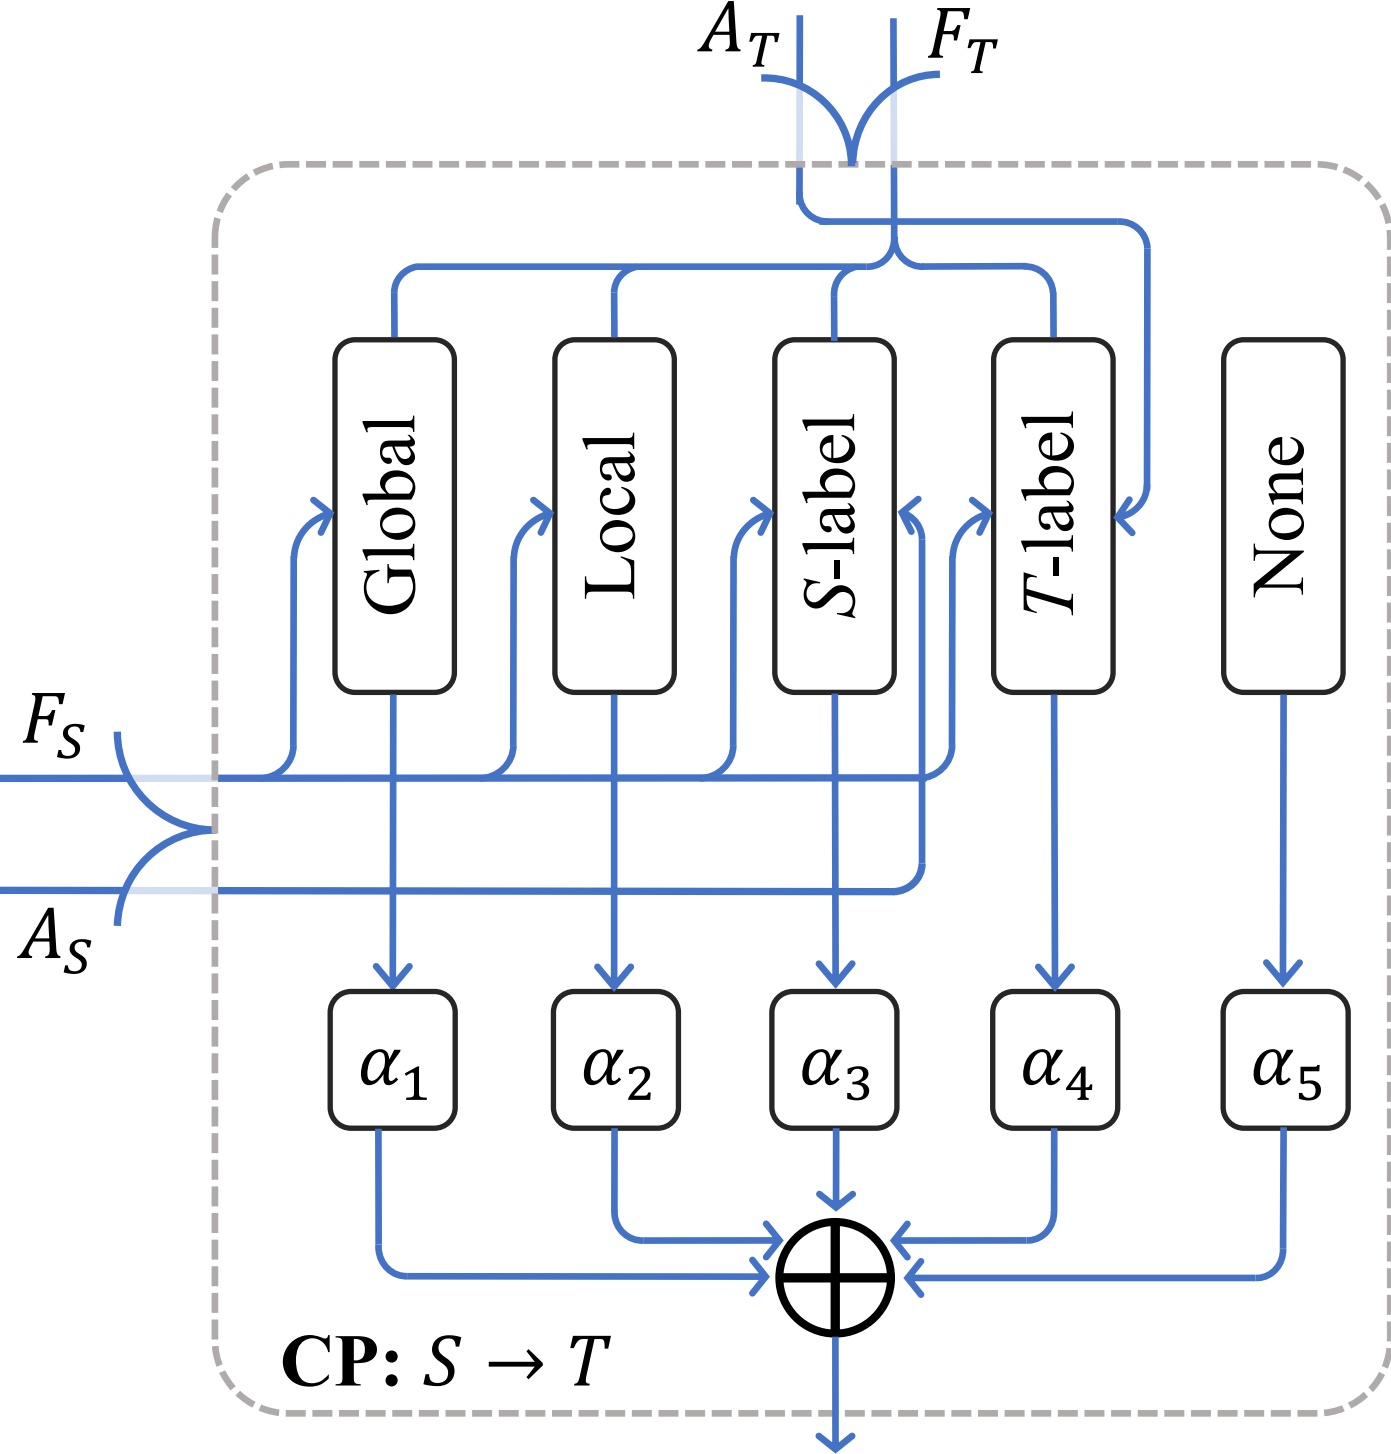 A_T F_T
Global
Local
S-label
T-label
None
F_S
A_S
α_1 α_2 α_3 α_4 α_5
CP: S → T